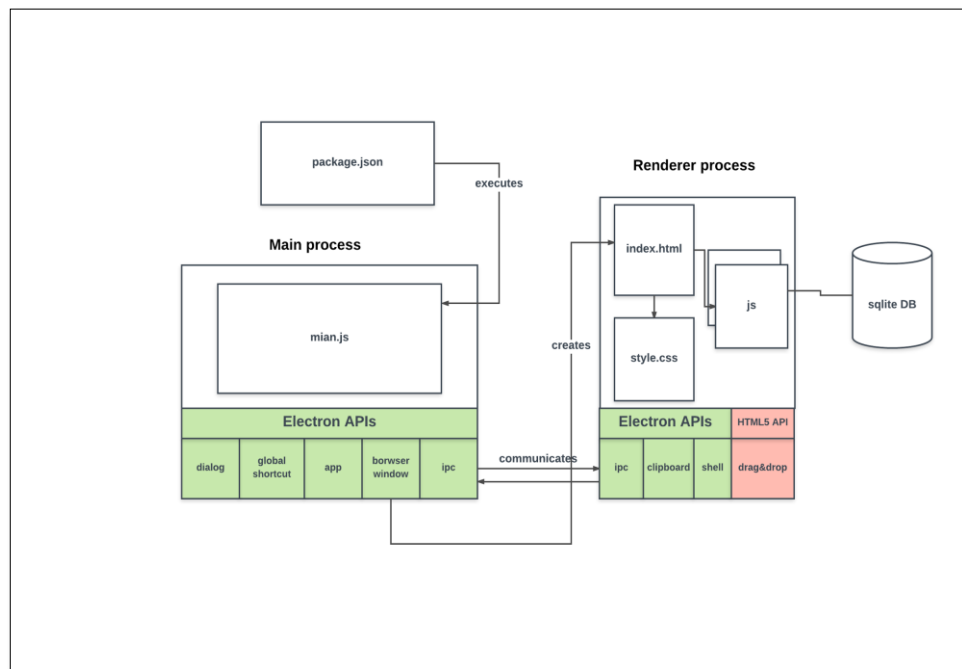 package.json
executes
Main process
mian.js
Electron APIs
dialog
global
shortcut
app
borwser
window
ipc
communicates
creates
Renderer process
index.html
style.css
js
Electron APIs
HTML5 API
ipc
clipboard
shell
drag&drop
sqlite DB